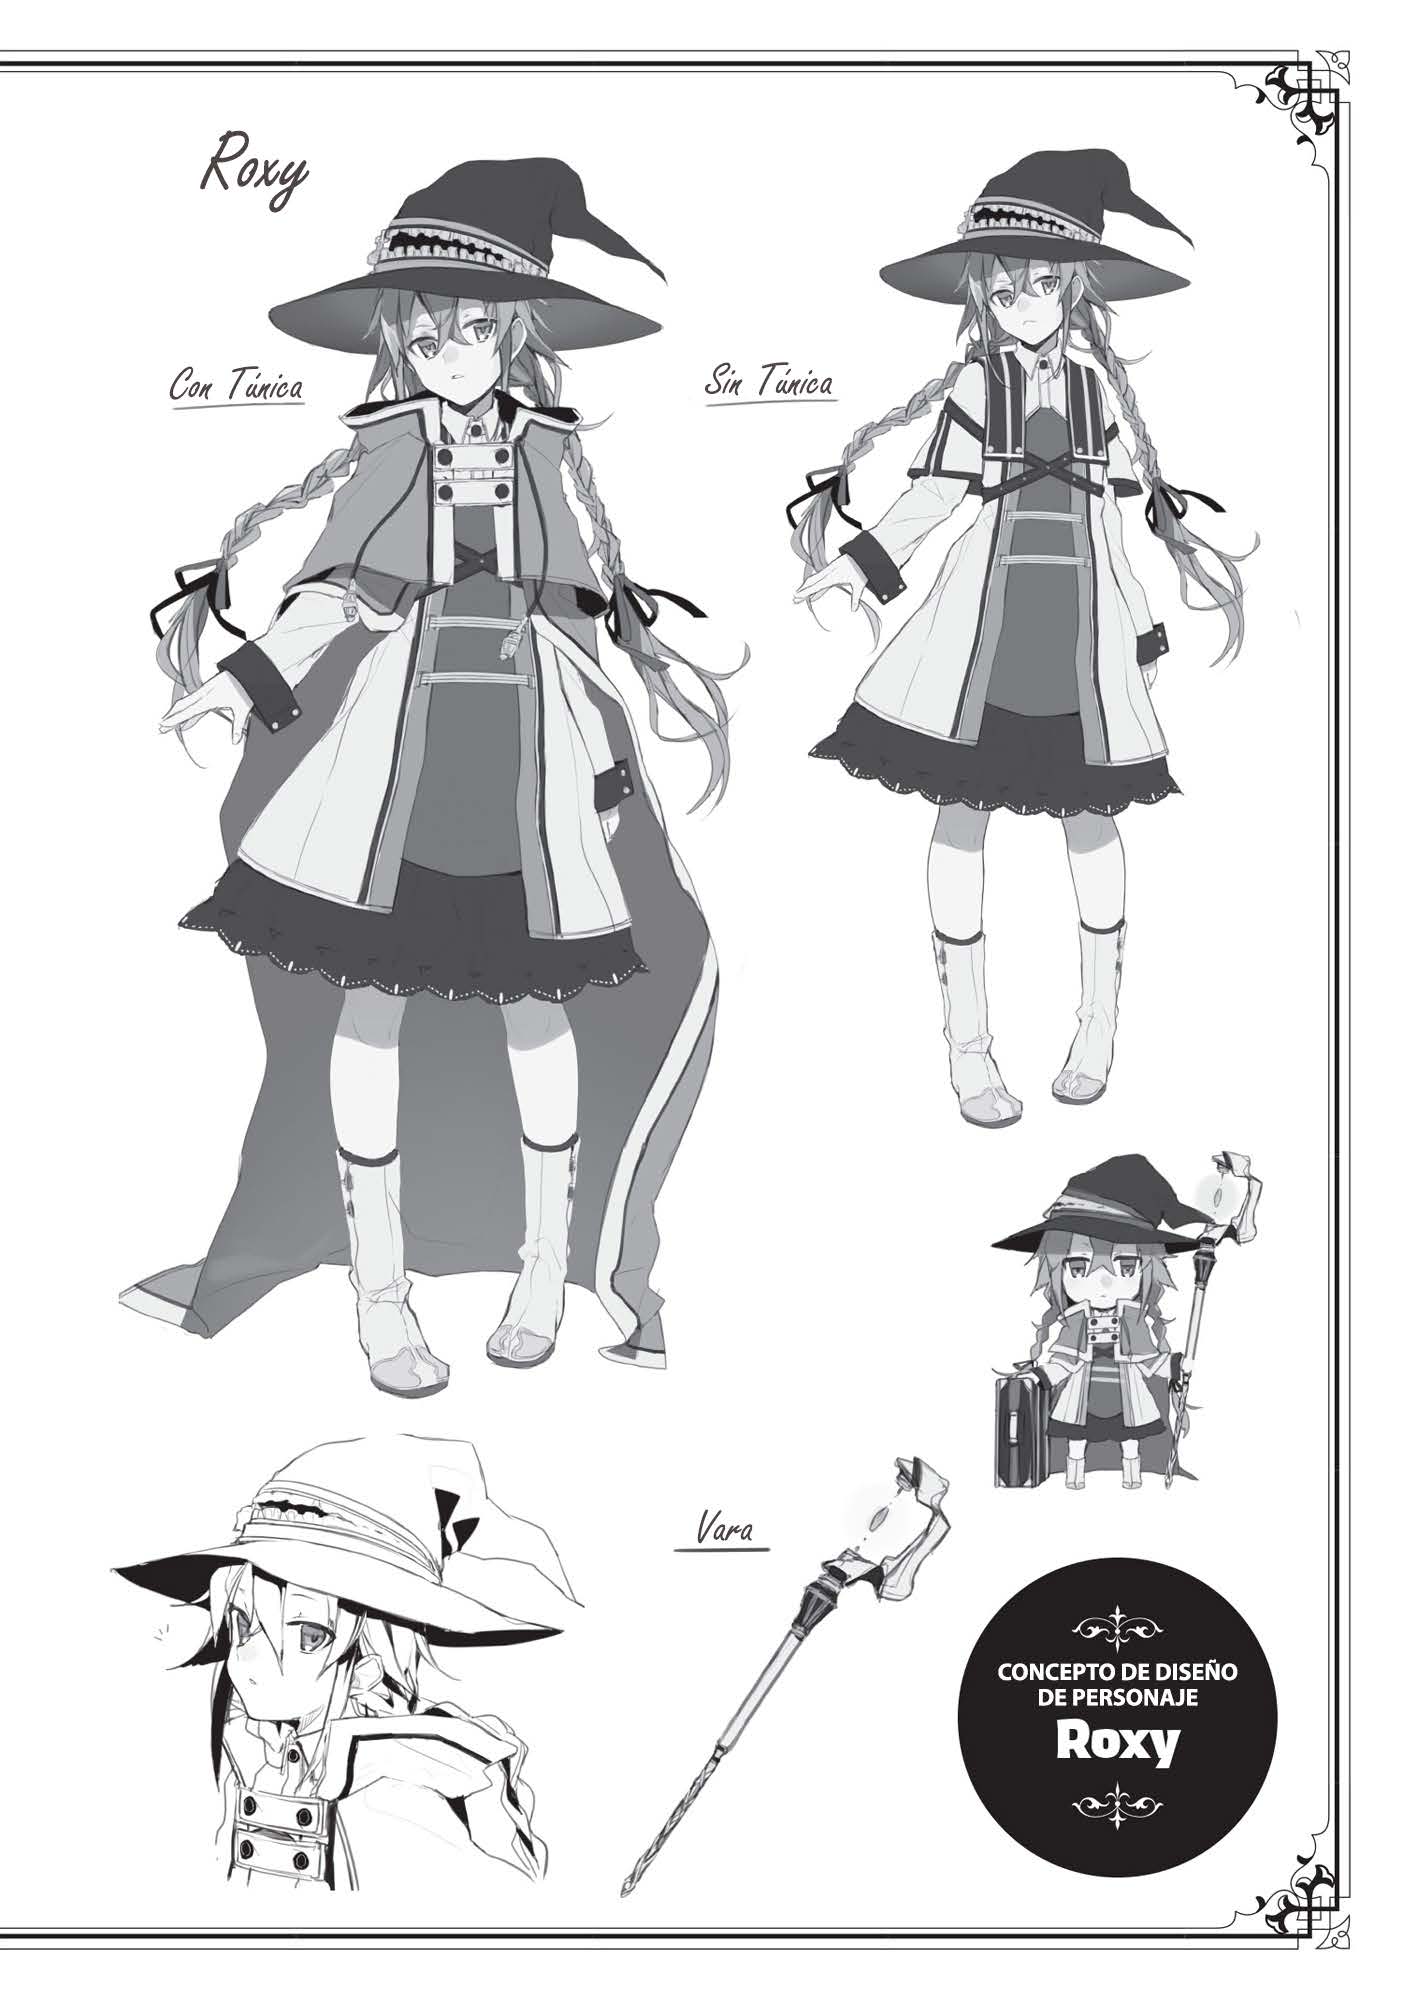 Roxy
Con Túnica
Sin Túnica
Vara
CONCEPTO DE DISEÑO
DE PERSONAJE
Roxy